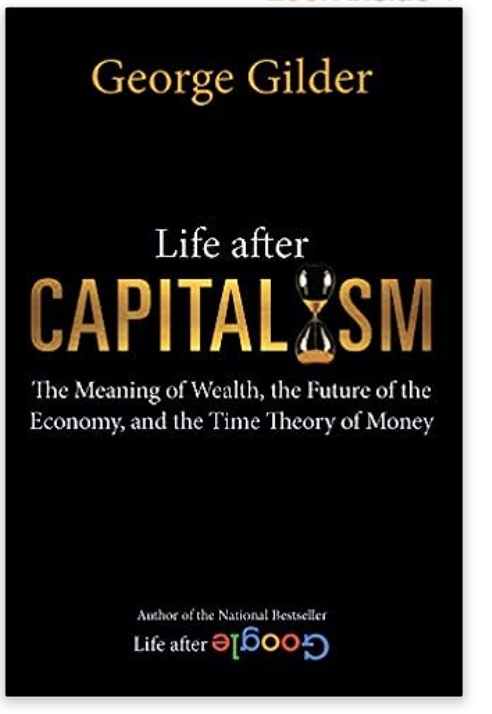 George Gilder
Life after
CAPITALISM
The Meaning of Wealth, the Future of the
Economy, and the Time Theory of Money
Author of the National Bestseller
Life after Google